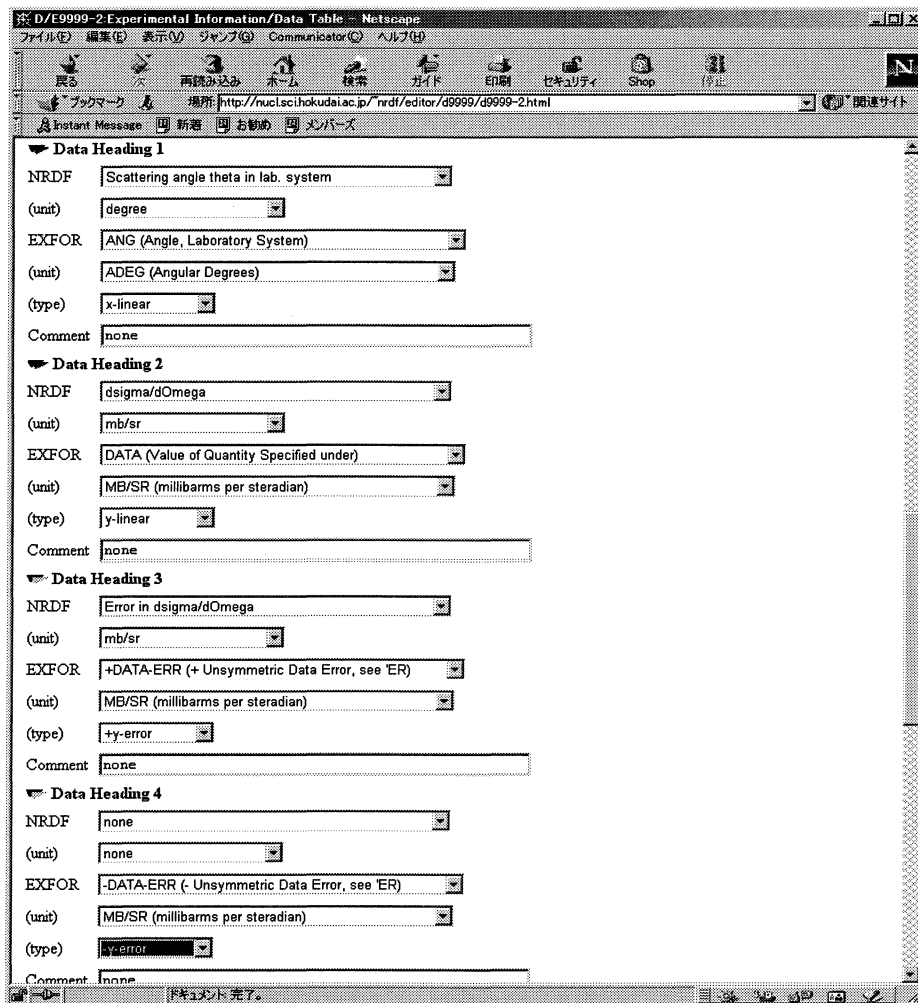 D/E9999-2:Experimental Information/Data Table - Netscape
ファイル(F) 編集(E) 表示(V) ジャンプ(G) Communicator(C) ヘルプ(H)
戻る 次 再読み込み ホーム 検索 ガイド 印刷 セキュリティ Shop 停止
N
ブックマーク 場所: http://nucl.sci.hokudai.ac.jp/~nrdf/editor/d9999/d9999-2.html 関連サイト
Instant Message 新着 お勧め メンバーズ
Data Heading 1
NRDF Scattering angle theta in lab. system
(unit) degree
EXFOR ANG (Angle, Laboratory System)
(unit) ADEG (Angular Degrees)
(type) x-linear
Comment none
Data Heading 2
NRDF dsigma/dOmega
(unit) mb/sr
EXFOR DATA (Value of Quantity Specified under)
(unit) MB/SR (millibarms per steradian)
(type) y-linear
Comment none
Data Heading 3
NRDF Error in dsigma/dOmega
(unit) mb/sr
EXFOR +DATA-ERR (+ Unsymmetric Data Error, see 'ER)
(unit) MB/SR (millibarms per steradian)
(type) +y-error
Comment none
Data Heading 4
NRDF none
(unit) none
EXFOR -DATA-ERR (- Unsymmetric Data Error, see 'ER)
(unit) MB/SR (millibarms per steradian)
(type) -y-error
Comment none
ドキュメント: 完了。